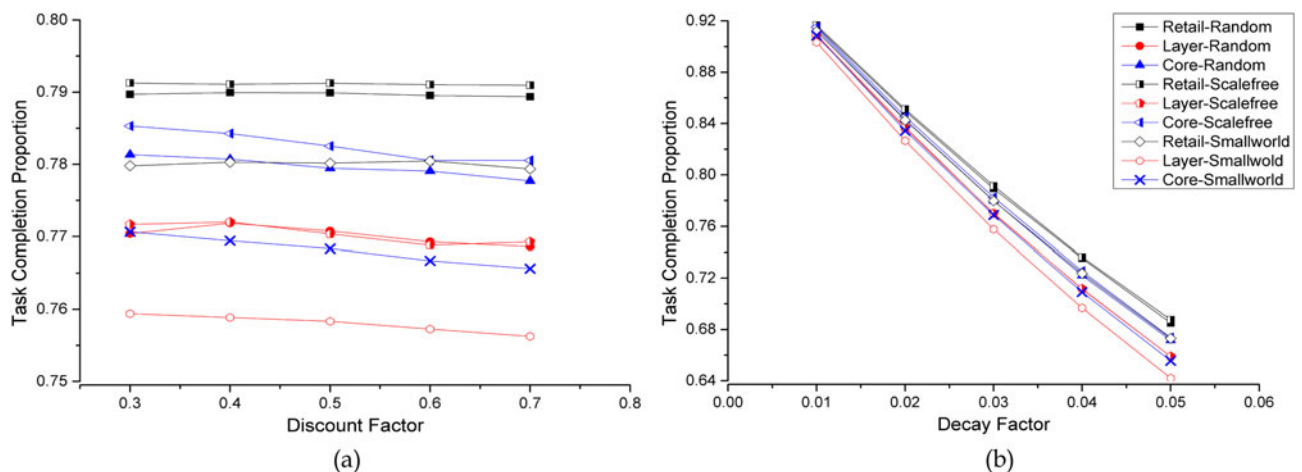 0.80
0.79
0.78
0.77
0.76
0.75
Task Completion Proportion
0.3 0.4 0.5 0.6 0.7 0.8
Discount Factor
(a)
0.92
0.88
0.84
0.80
0.76
0.72
0.68
0.64
Task Completion Proportion
0.00 0.01 0.02 0.03 0.04 0.05 0.06
Decay Factor
(b)
Retail-Random
Layer-Random
Core-Random
Retail-Scalefree
Layer-Scalefree
Core-Scalefree
Retail-Smallworld
Layer-Smallwold
Core-Smallworld